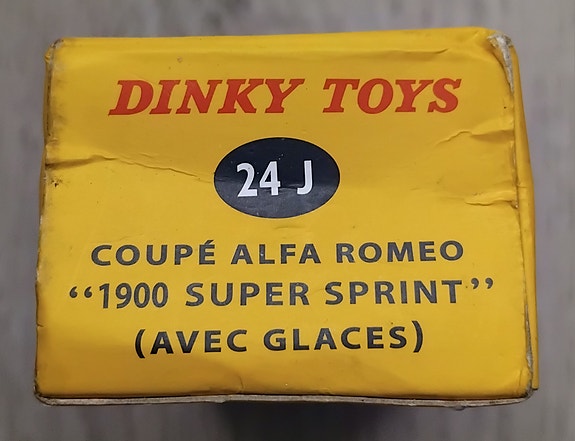 DINKY TOYS
24 J
COUPÉ ALFA ROMEO
“1900 SUPER SPRINT”
(AVEC GLACES)